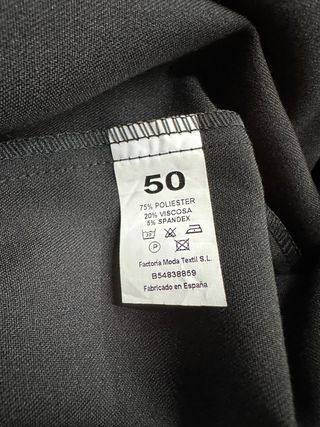 50
75% POLIESTER
20% VISCOSA
5% SPANDEX
P
Factoria Moda Textil S.L.
B54838859
Fabricado en España